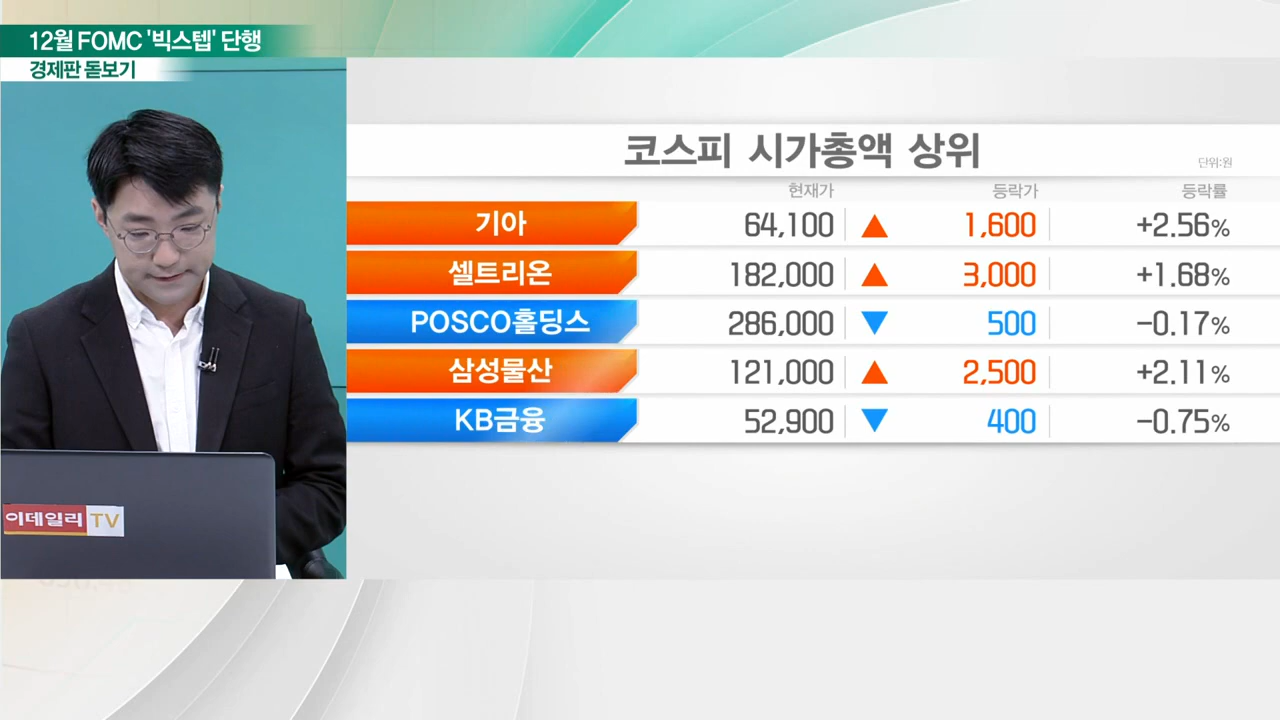 12월 FOMC '빅스텝' 단행
경제판 돋보기
코스피 시가총액 상위
단위:원
현재가 등락가 등락률
기아 64,100 ▲ 1,600 +2.56%
셀트리온 182,000 ▲ 3,000 +1.68%
POSCO홀딩스 286,000 ▼ 500 -0.17%
삼성물산 121,000 ▲ 2,500 +2.11%
KB금융 52,900 ▼ 400 -0.75%
이데일리 TV